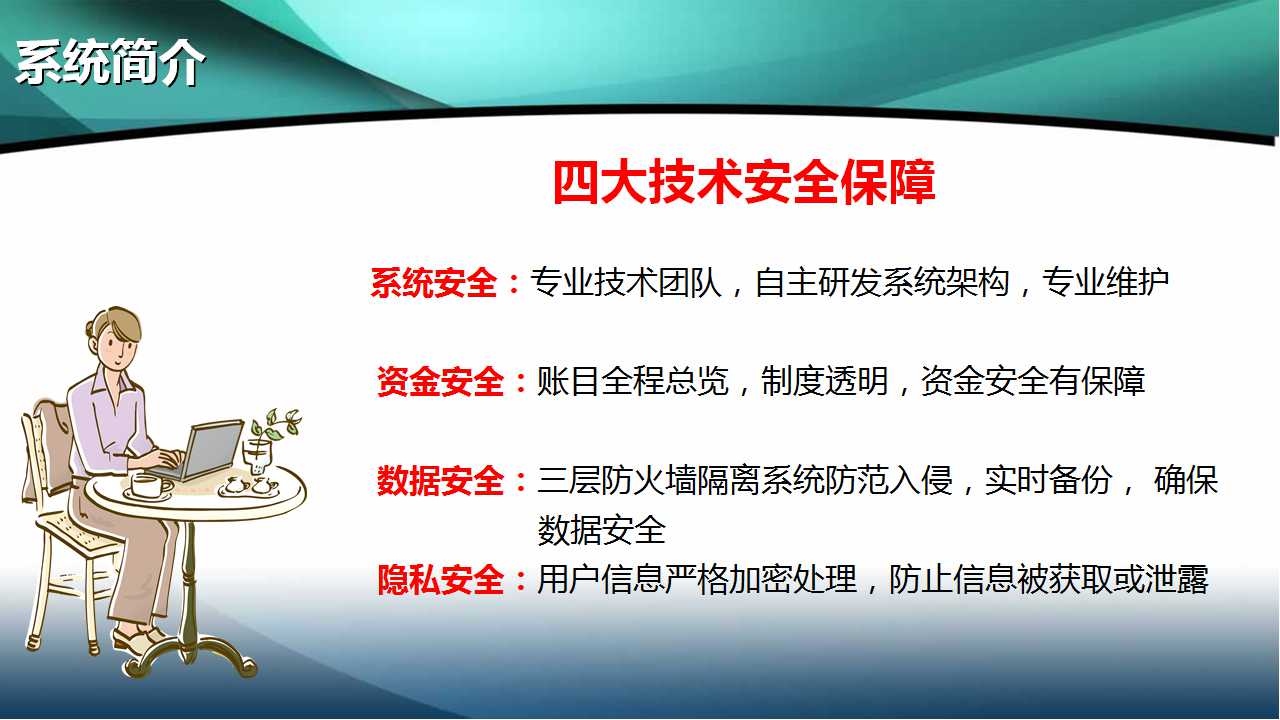 系统简介
四大技术安全保障
系统安全：专业技术团队，自主研发系统架构，专业维护
资金安全：账目全程总览，制度透明，资金安全有保障
数据安全：三层防火墙隔离系统防范入侵，实时备份， 确保
数据安全
隐私安全：用户信息严格加密处理，防止信息被获取或泄露